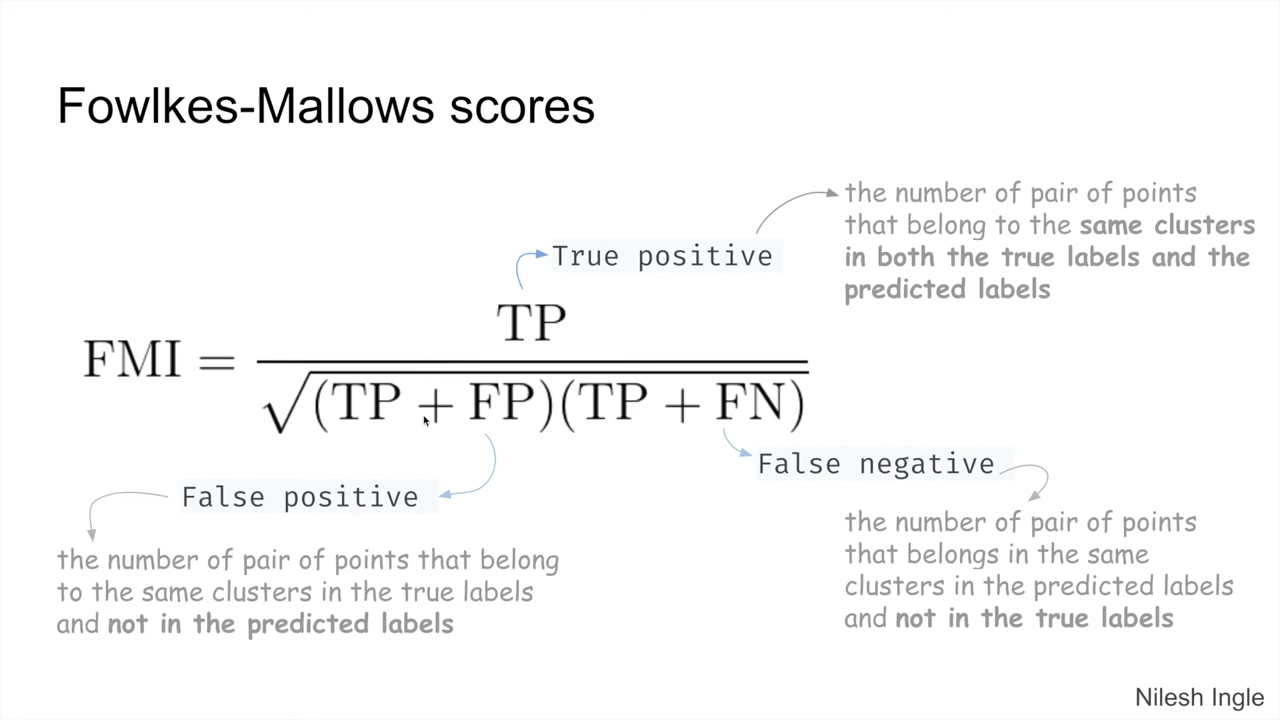 Fowlkes-Mallows scores
the number of pair of points
that belong to the same clusters
in both the true labels and the
predicted labels
True positive
TP
FMI =
√(TP + FP)(TP + FN)
False negative
False positive
the number of pair of points
that belongs in the same
clusters in the predicted labels
and not in the true labels
the number of pair of points that belong
to the same clusters in the true labels
and not in the predicted labels
Nilesh Ingle